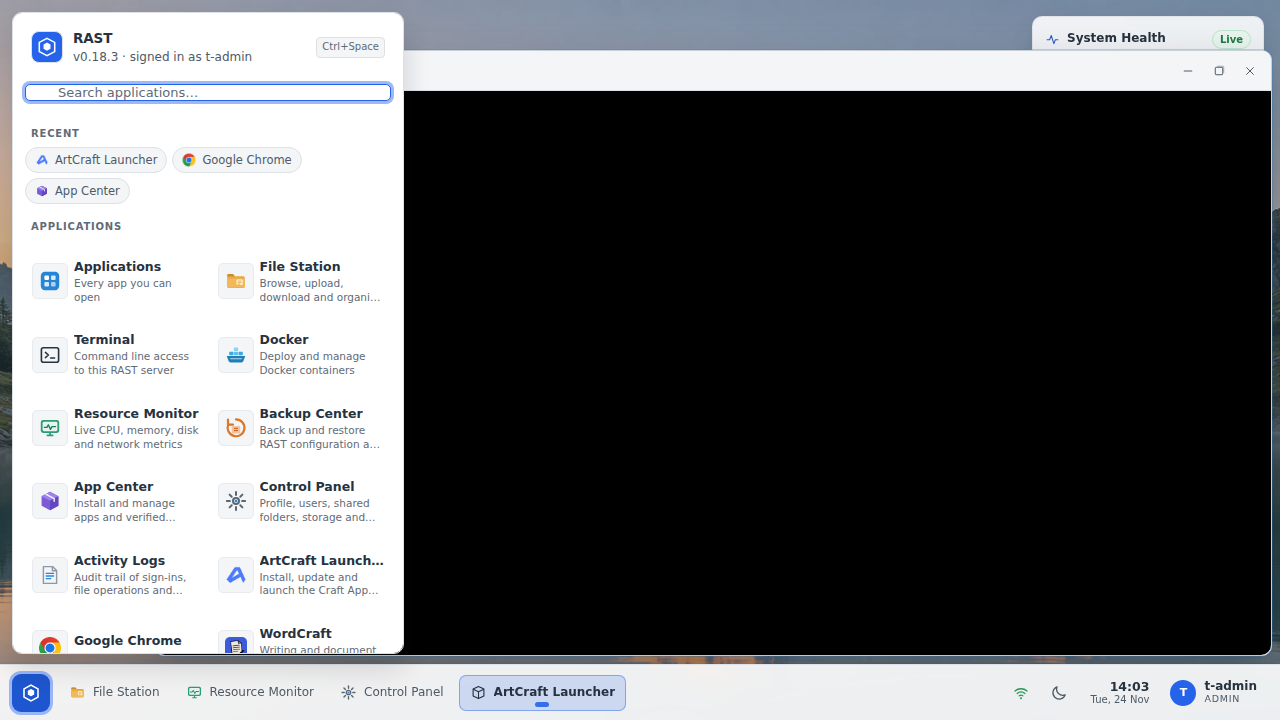 RAST
v0.18.3 · signed in as t-admin
Ctrl+Space
Search applications…
RECENT
ArtCraft Launcher
Google Chrome
App Center
APPLICATIONS
Applications
Every app you can
open
File Station
Browse, upload,
download and organi…
Terminal
Command line access
to this RAST server
Docker
Deploy and manage
Docker containers
Resource Monitor
Live CPU, memory, disk
and network metrics
Backup Center
Back up and restore
RAST configuration a…
App Center
Install and manage
apps and verified…
Control Panel
Profile, users, shared
folders, storage and…
Activity Logs
Audit trail of sign-ins,
file operations and…
ArtCraft Launch…
Install, update and
launch the Craft App…
Google Chrome
WordCraft
Writing and document
System Health
Live
File Station
Resource Monitor
Control Panel
ArtCraft Launcher
14:03
Tue, 24 Nov
T
t-admin
ADMIN